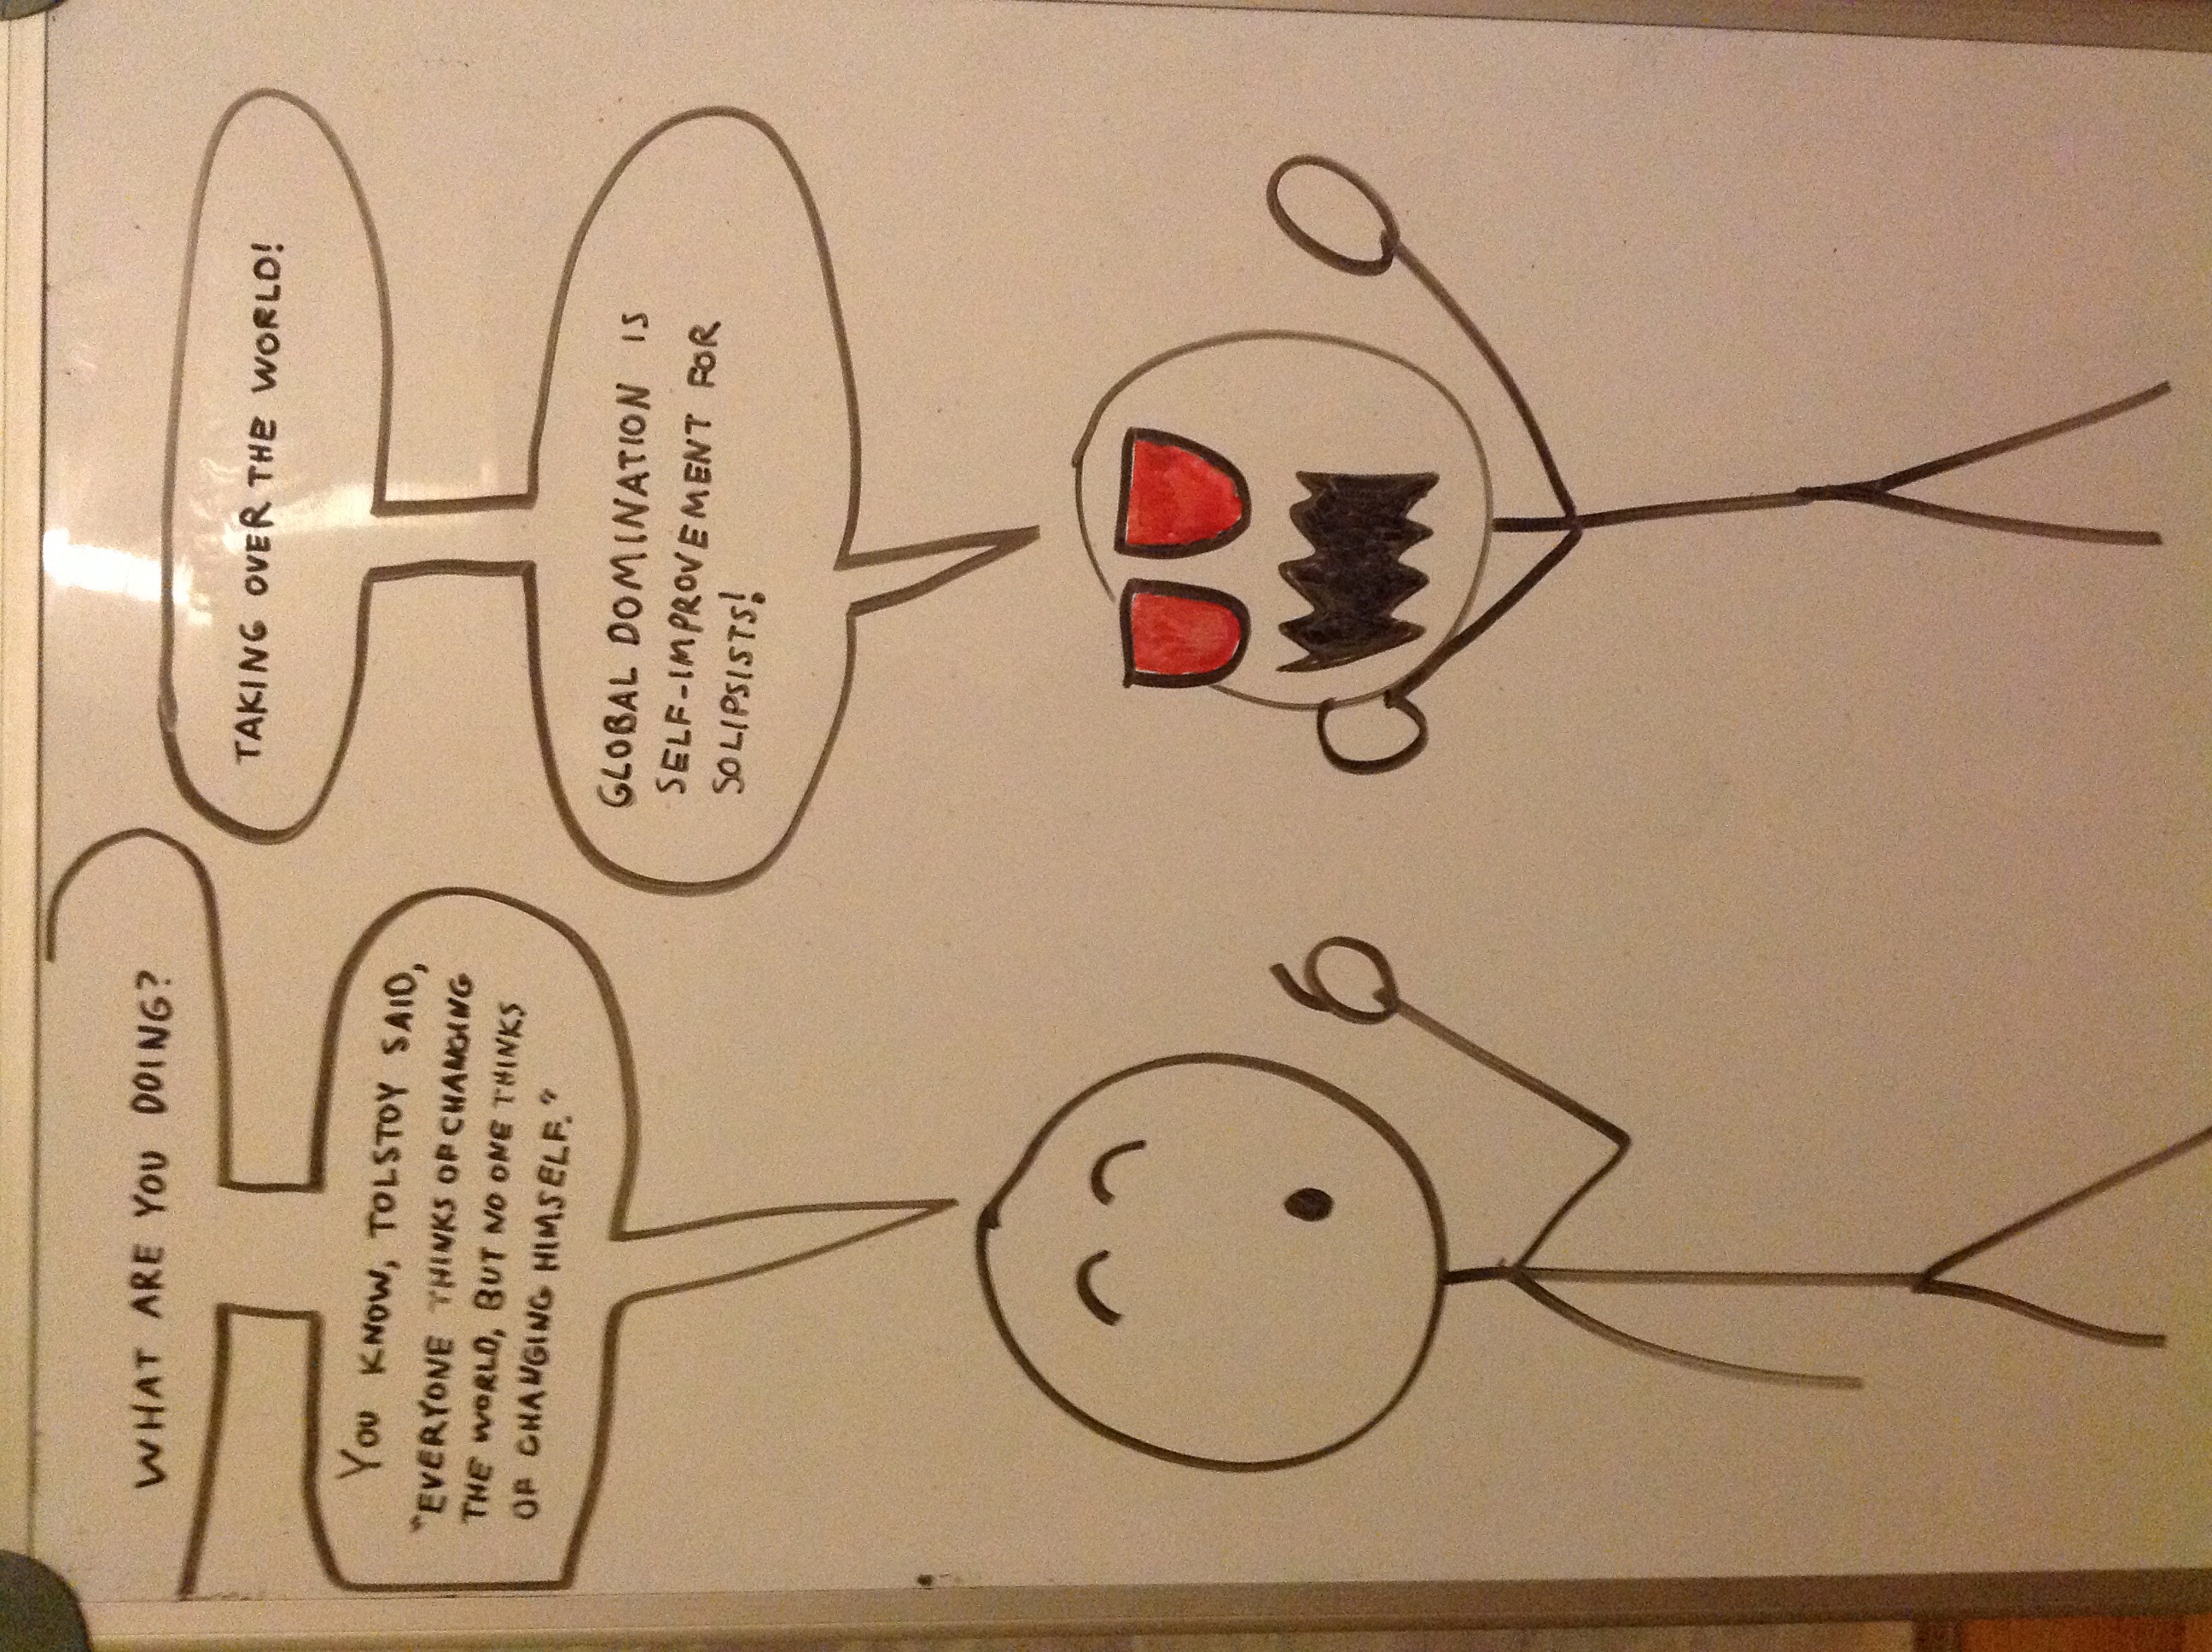 WHAT ARE YOU DOING?
TAKING OVER THE WORLD!
YOU KNOW, TOLSTOY SAID,
"EVERYONE THINKS OF CHANGING
THE WORLD, BUT NO ONE THINKS
OF CHANGING HIMSELF."
GLOBAL DOMINATION IS
SELF-IMPROVEMENT FOR
SOLIPSISTS!